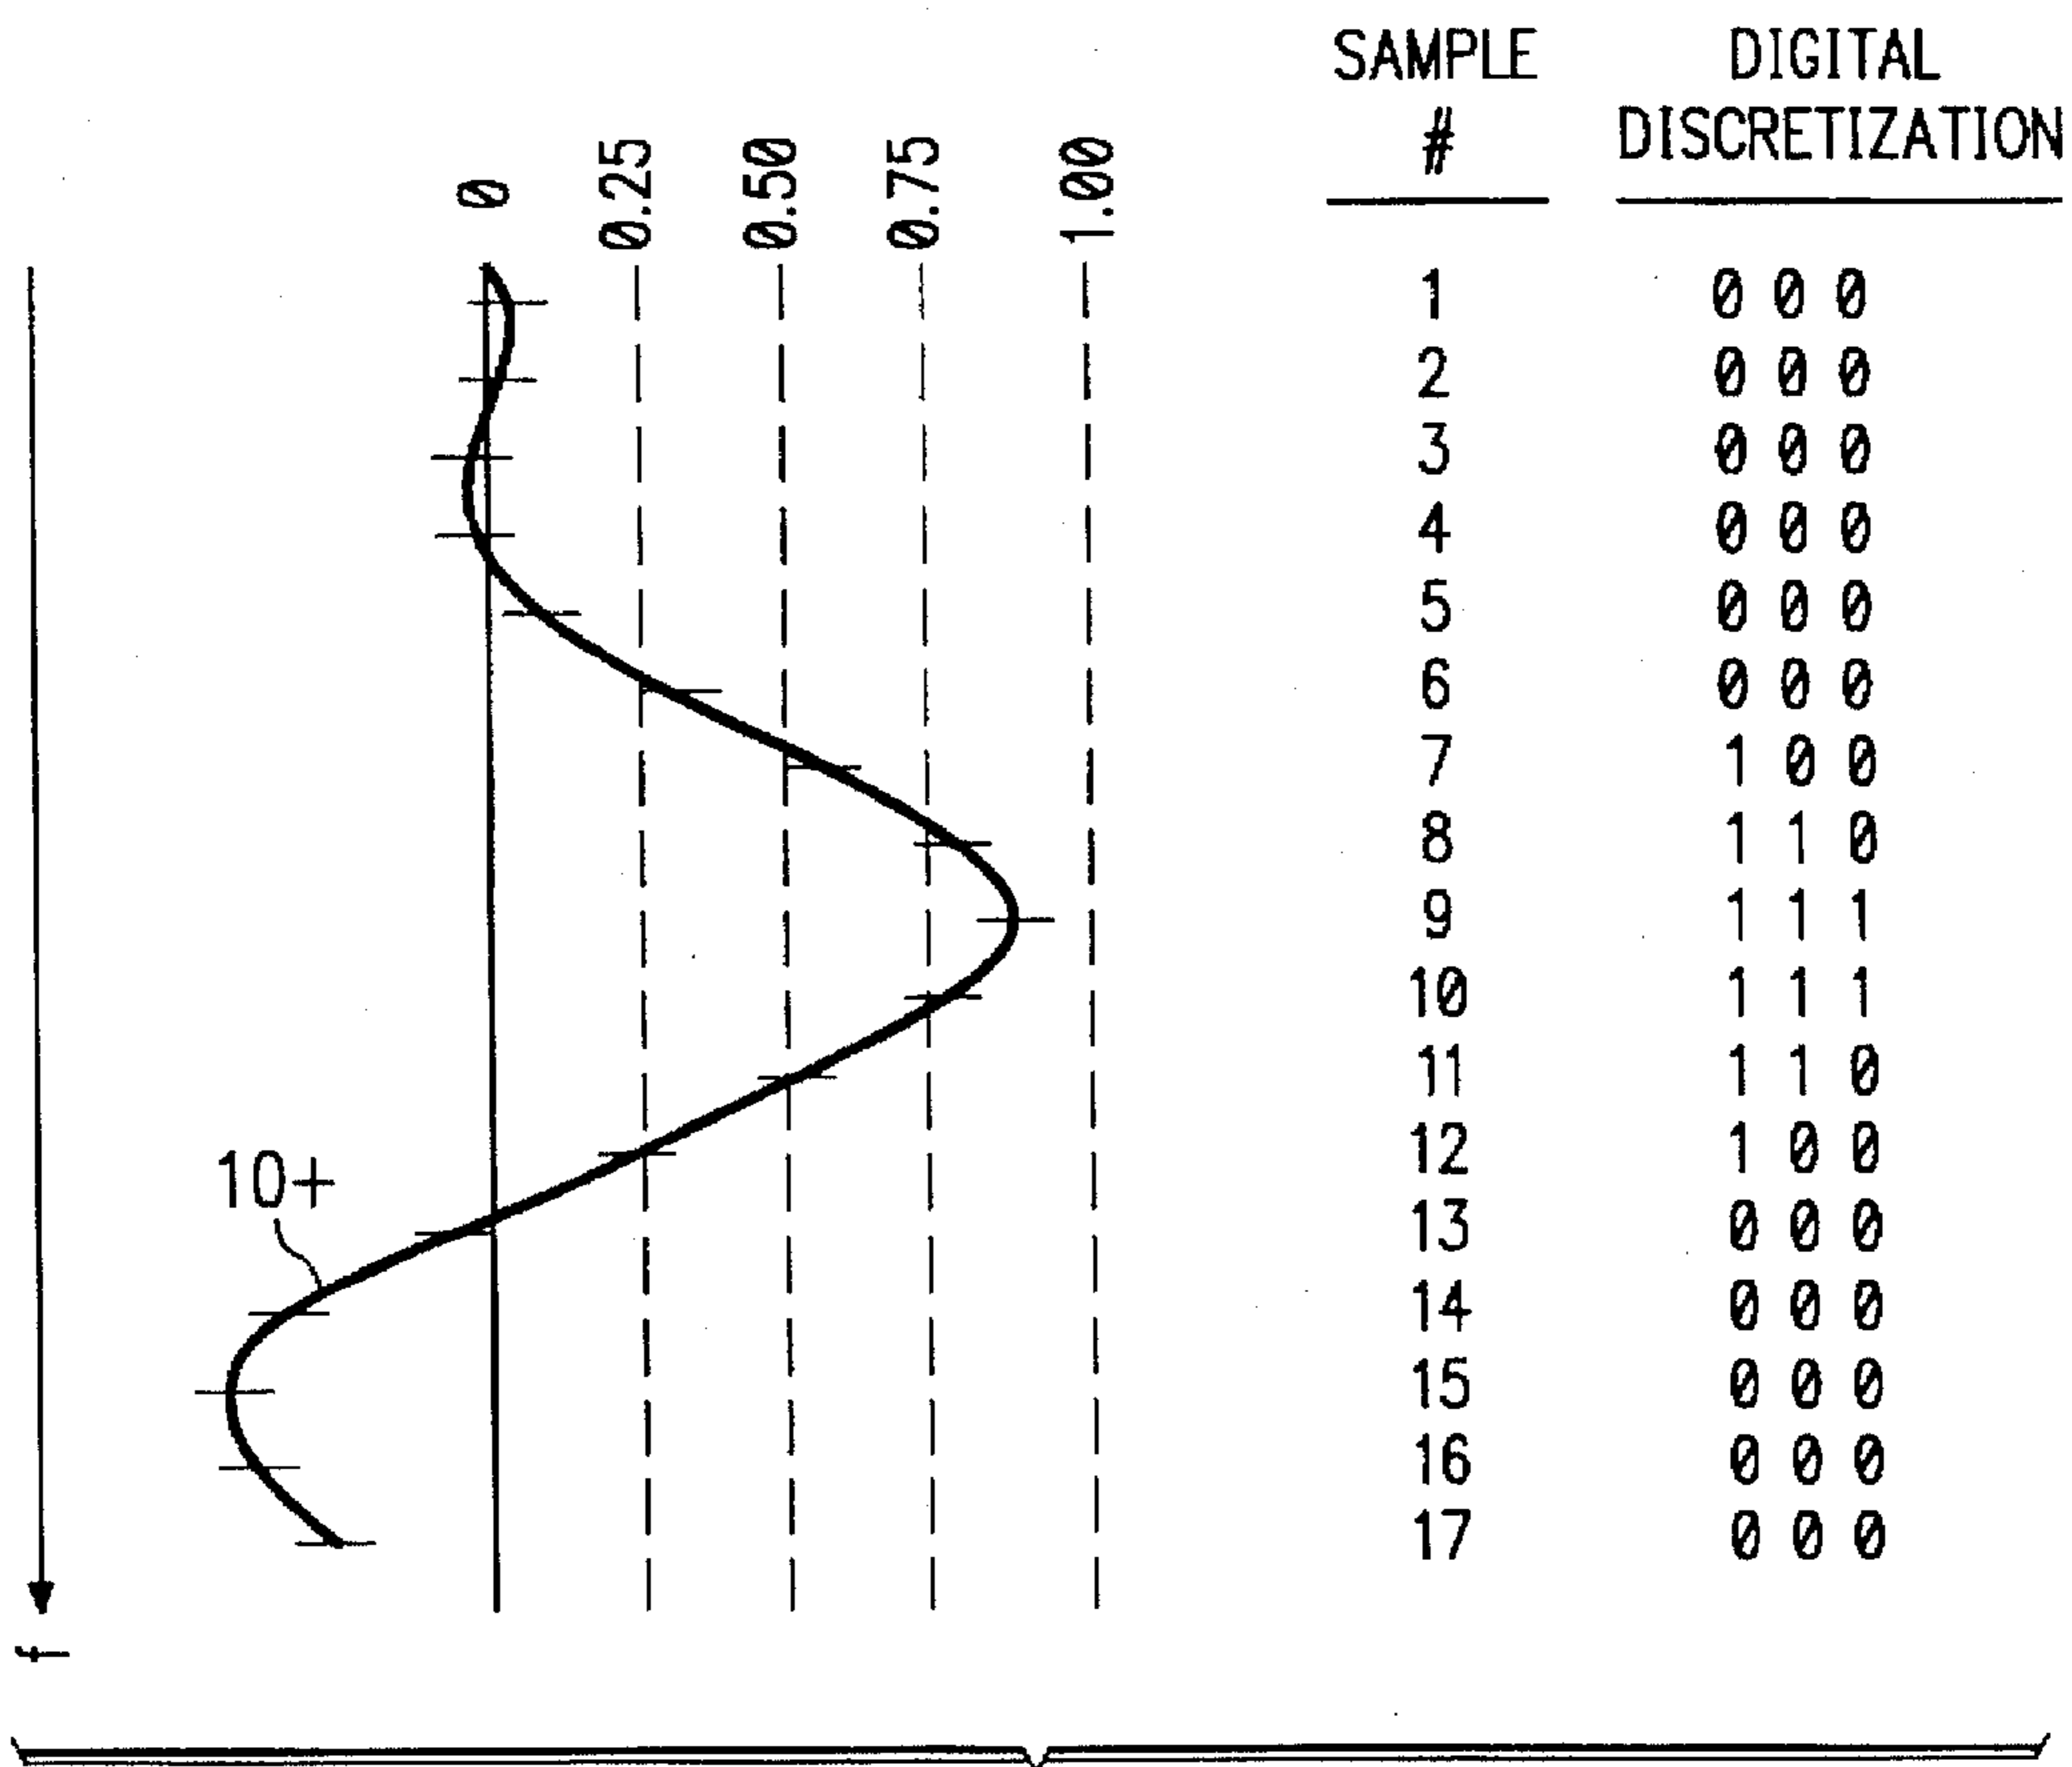 SAMPLE DIGITAL
# DISCRETIZATION
0 0.25 0.50 0.75 1.00
1 0 0 0
2 0 0 0
3 0 0 0
4 0 0 0
5 0 0 0
6 0 0 0
7 1 0 0
8 1 1 0
9 1 1 1
10 1 1 1
11 1 1 0
12 1 0 0
10+
13 0 0 0
14 0 0 0
15 0 0 0
16 0 0 0
17 0 0 0
f